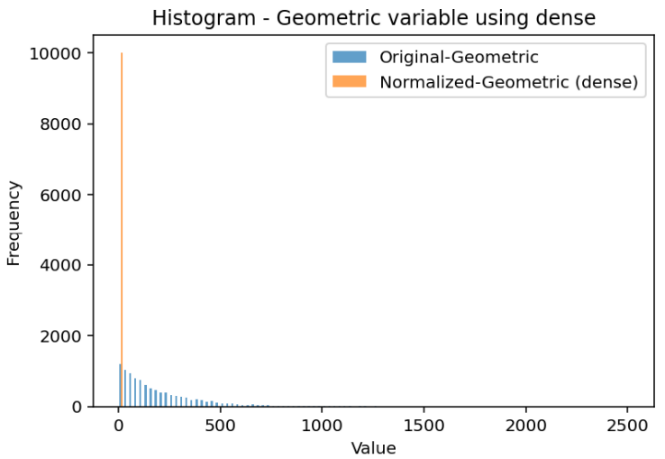 Histogram - Geometric variable using dense
Original-Geometric
Normalized-Geometric (dense)
Frequency
10000
8000
6000
4000
2000
0
0 500 1000 1500 2000 2500
Value